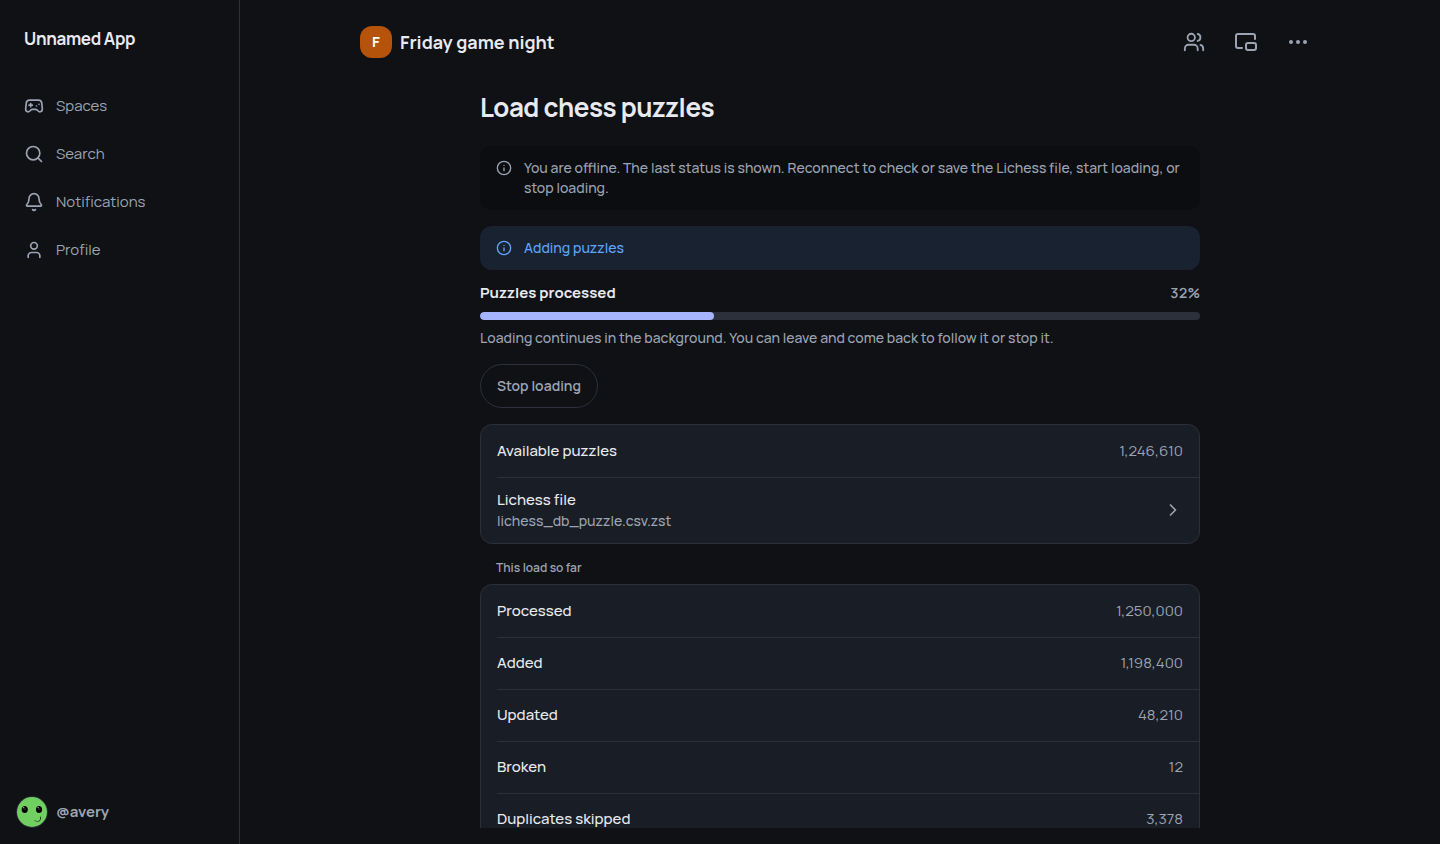 Unnamed App
Spaces
Search
Notifications
Profile
@avery
F
Friday game night
Load chess puzzles
You are offline. The last status is shown. Reconnect to check or save the Lichess file, start loading, or
stop loading.
Adding puzzles
Puzzles processed 32%
Loading continues in the background. You can leave and come back to follow it or stop it.
Stop loading
Available puzzles 1,246,610
Lichess file
lichess_db_puzzle.csv.zst
This load so far
Processed 1,250,000
Added 1,198,400
Updated 48,210
Broken 12
Duplicates skipped 3,378